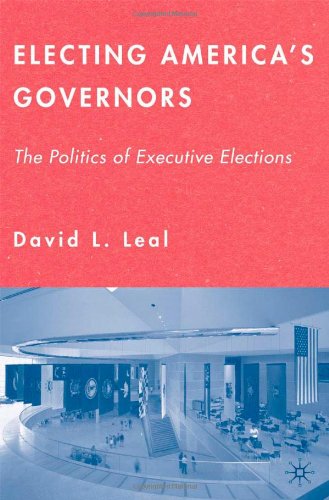 ELECTING AMERICA'S
GOVERNORS
The Politics of Executive Elections
David L. Leal